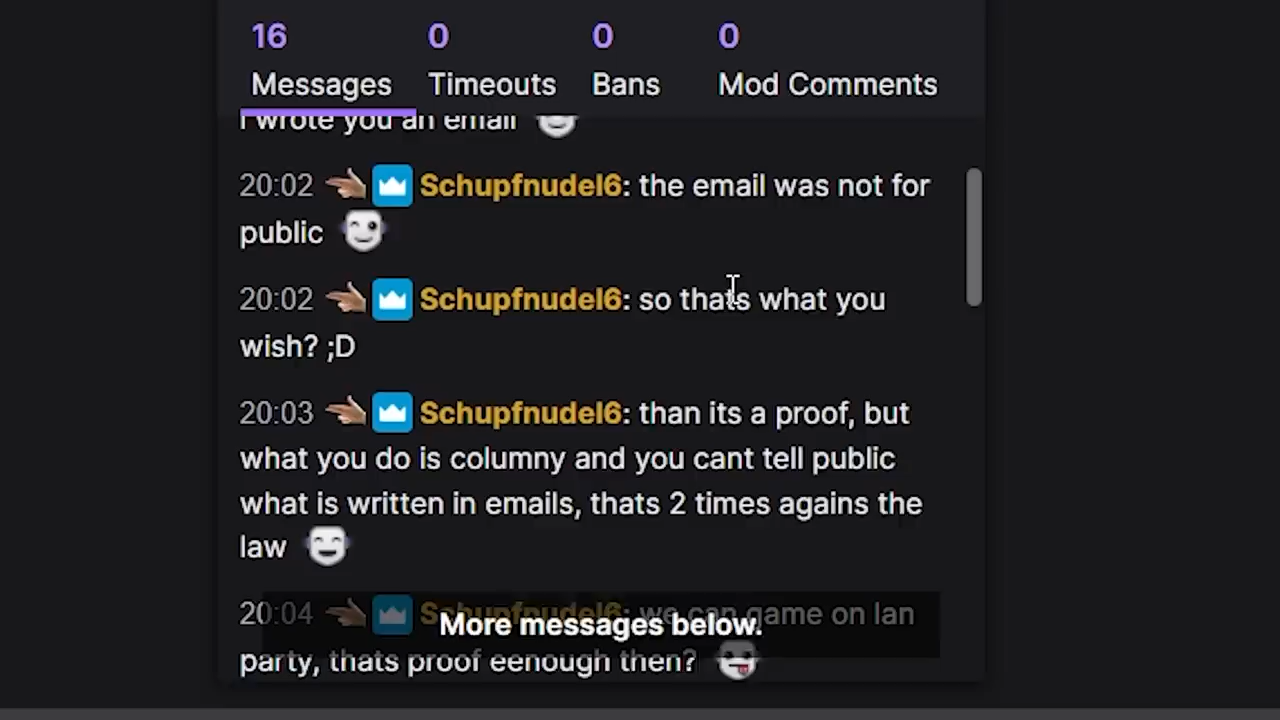 16 0 0 0
Messages Timeouts Bans Mod Comments
I wrote you an email
20:02 Schupfnudel6: the email was not for
public
20:02 Schupfnudel6: so thats what you
wish? ;D
20:03 Schupfnudel6: than its a proof, but
what you do is columny and you cant tell public
what is written in emails, thats 2 times agains the
law
20:04 Schupfnudel6: we can game on lan
More messages below.
party, thats proof eenough then?